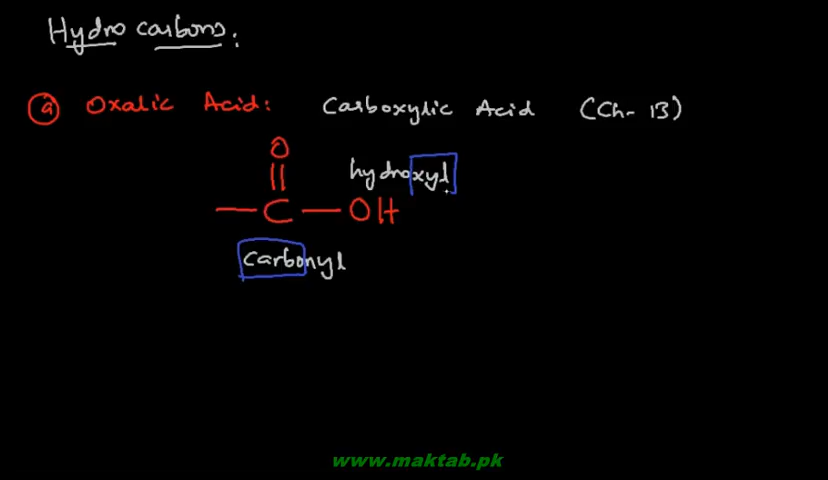 Hydro carbons:
(a) Oxalic Acid: Carboxylic Acid (Ch- 13)
O
hydroxyl
C OH
Carbonyl
www.maktab.pk